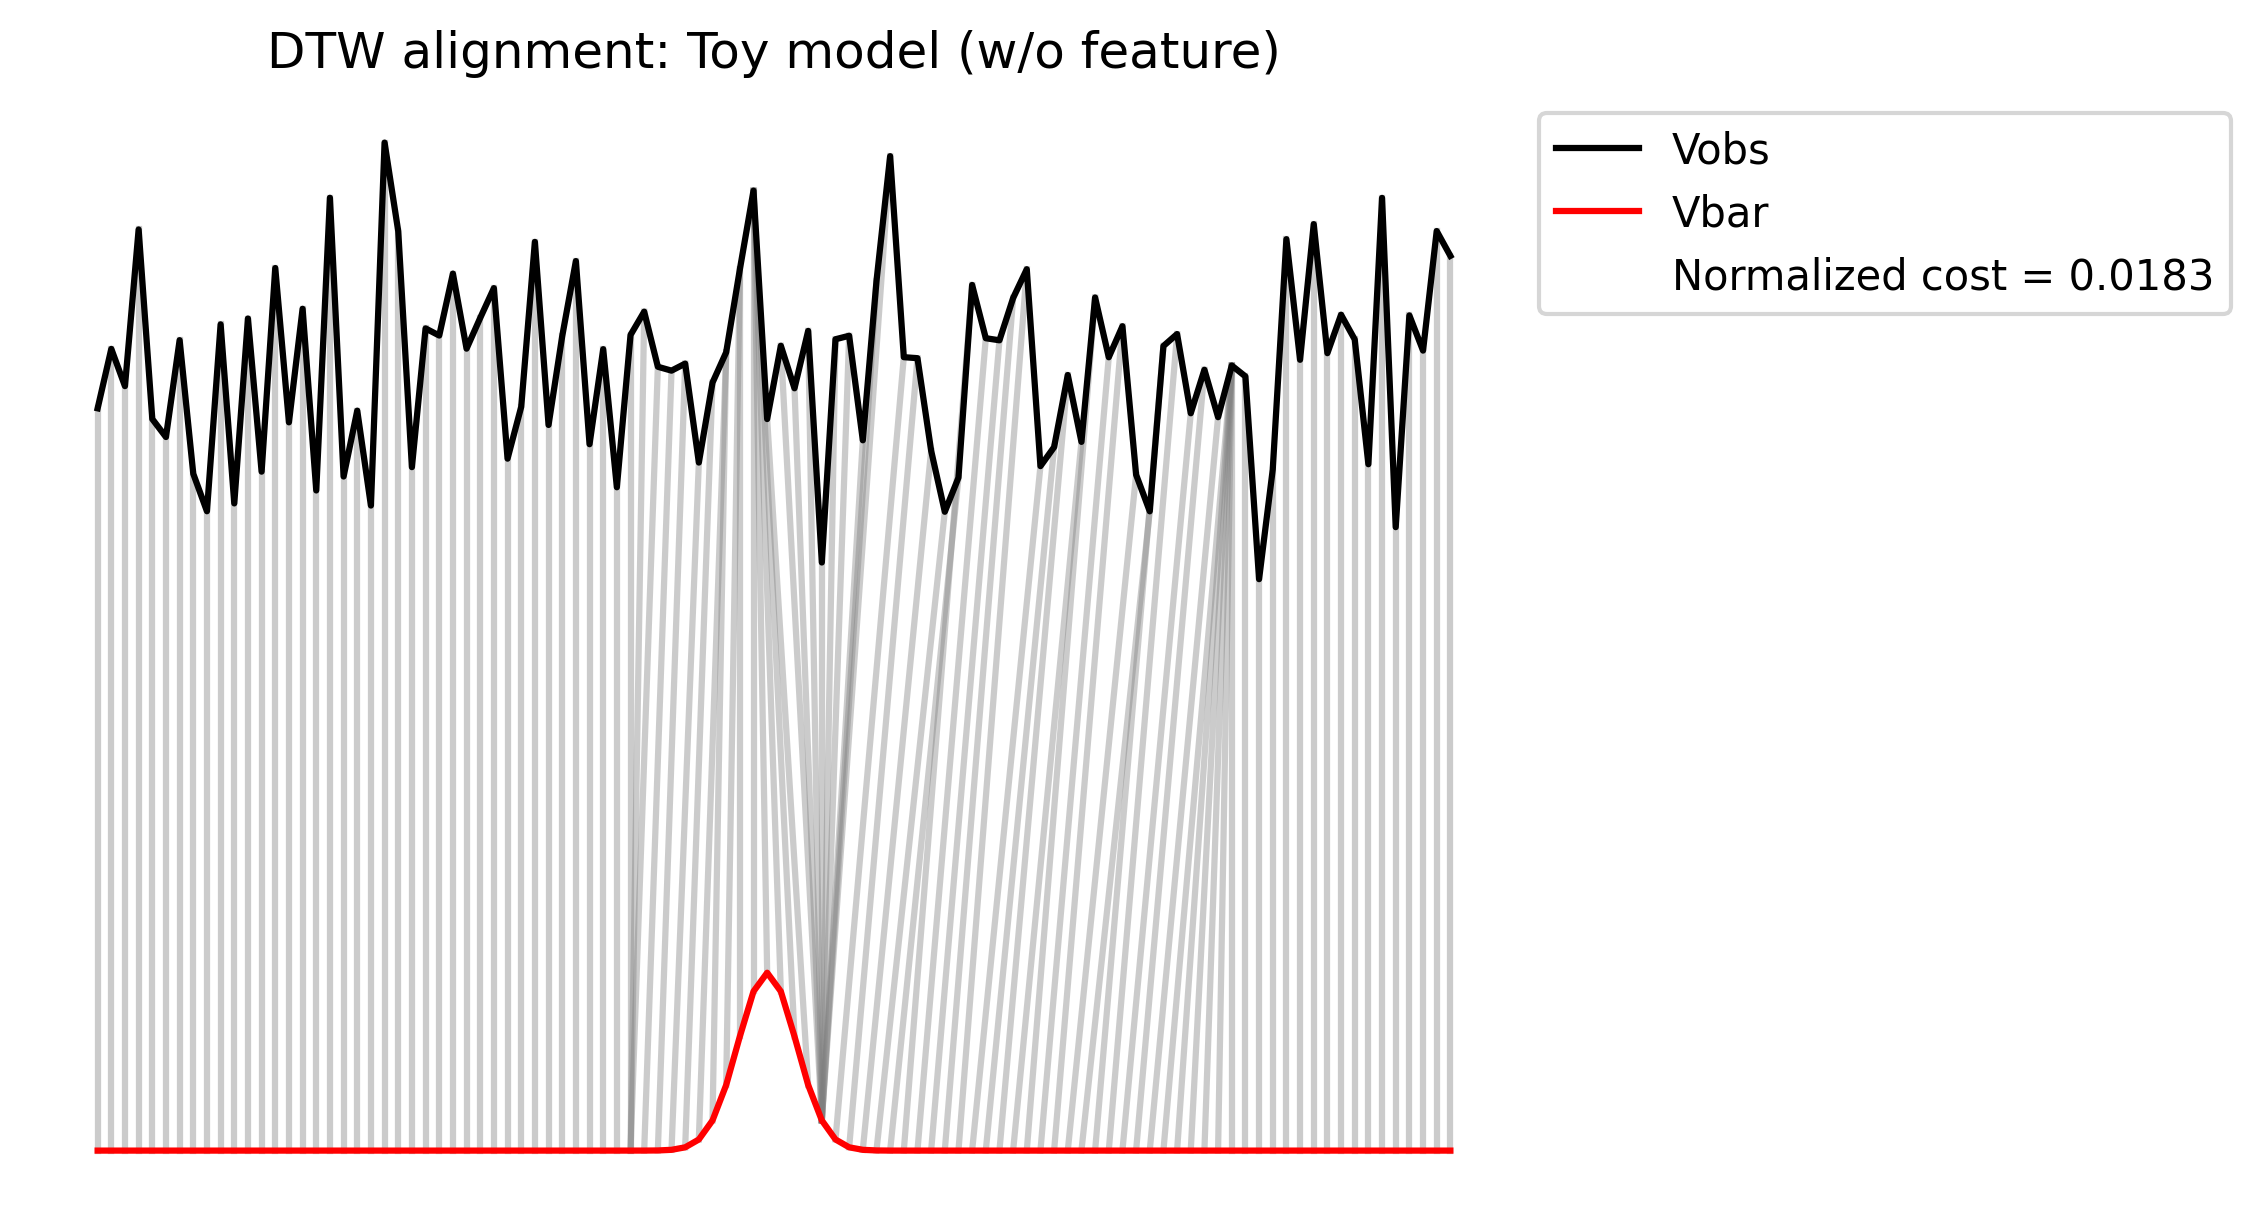 DTW alignment: Toy model (w/o feature)
Vobs
Vbar
Normalized cost = 0.0183